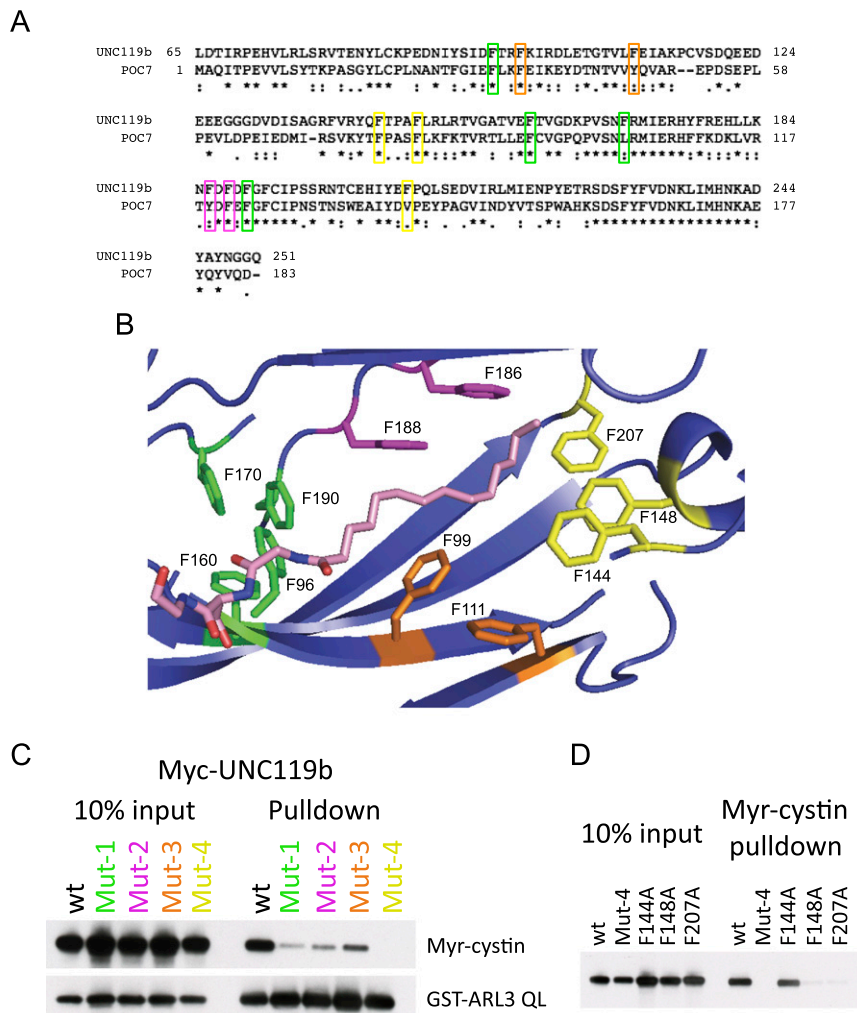 A
UNC119b 65 LDTIRPEHVLRLSRVTENYLCKPEDNIYSIDFTRFKIRDLETGTVLFEIAKPCVSDQEED 124
POC7 1 MAQITPEVVLSYTKPASGYLCPLNANTFGIEFLKFEIKEYDTNTVVYQVAR--EPDSEPL 58
UNC119b EEEGGGDVDISAGRFVRYQFTPAFLRLRTVGATVEFTVGDKPVSNFRMIERHYFREHLLK 184
POC7 PEVLDPEIEDMI-RSVKYTFPASFLKFKTVRTLLEFCVGPQPVSNLRMIERHFFKDKLVR 117
UNC119b NFDFDFGFCIPSSRNTCEHIYEFPQLSEDVIRLMIENPYETRSDSFYFVDNKLIMHNKAD 244
POC7 TYDFEFGFCIPNSTNSWEAIYDVPEYPAGVINDYVTSPWAHKSDSFYFVDNKLIMHNKAE 177
UNC119b YAYNGGQ 251
POC7 YQYVQD- 183
B
F186
F188
F207
F170
F190
F148
F99
F144
F160
F96
F111
C
Myc-UNC119b
10% input Pulldown
wt Mut-1 Mut-2 Mut-3 Mut-4 wt Mut-1 Mut-2 Mut-3 Mut-4
Myr-cystin
GST-ARL3 QL
D
10% input
Myr-cystin
pulldown
wt Mut-4 F144A F148A F207A wt Mut-4 F144A F148A F207A